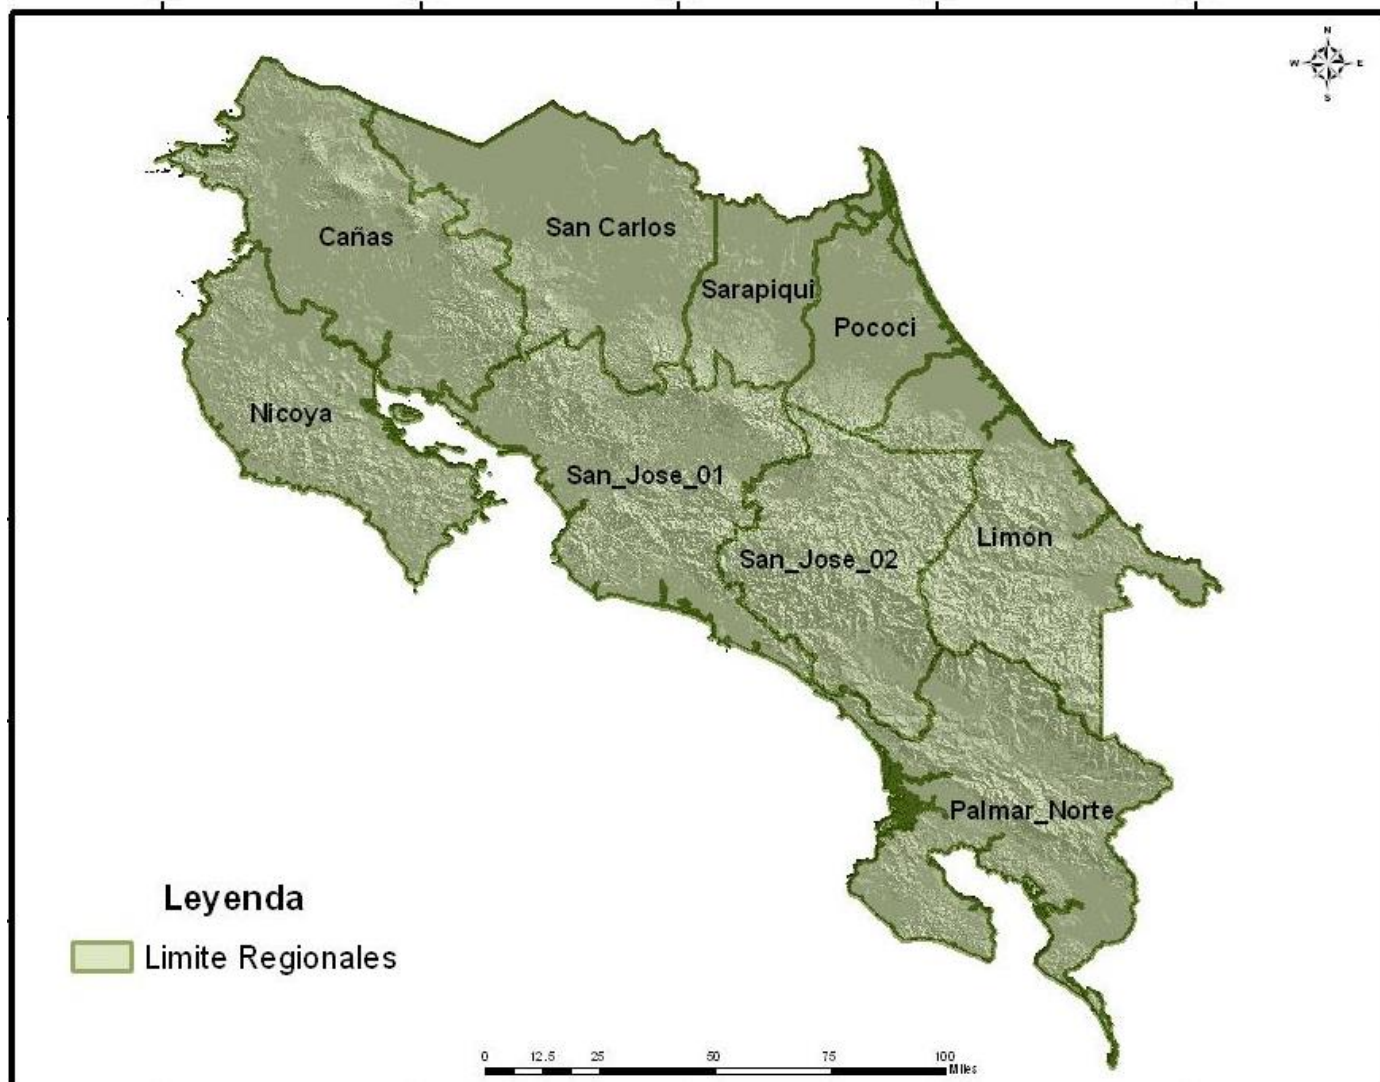 N
W E
S
San Carlos
Cañas
Sarapiqui
Pococi
Nicoya
San_Jose_01
Limon
San_Jose_02
Palmar_Norte
Leyenda
Limite Regionales
0 12.5 25 50 75 100
Miles